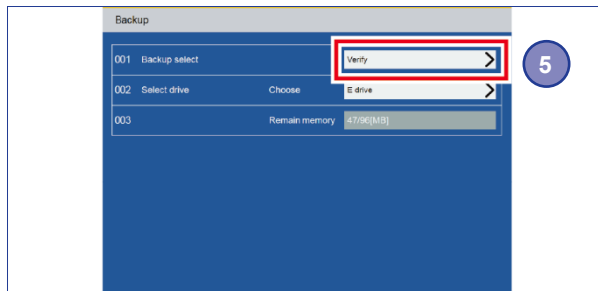 Backup
001 Backup select Verify
002 Select drive Choose E drive
003 Remain memory 47/96[MB]
5